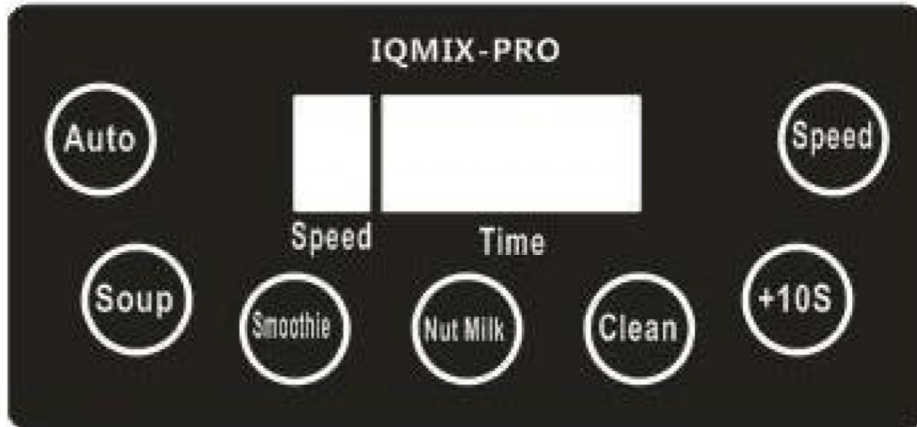 IQMIX-PRO
Auto
Speed
Speed
Time
Soup
Smoothie
Nut Milk
Clean
+10S